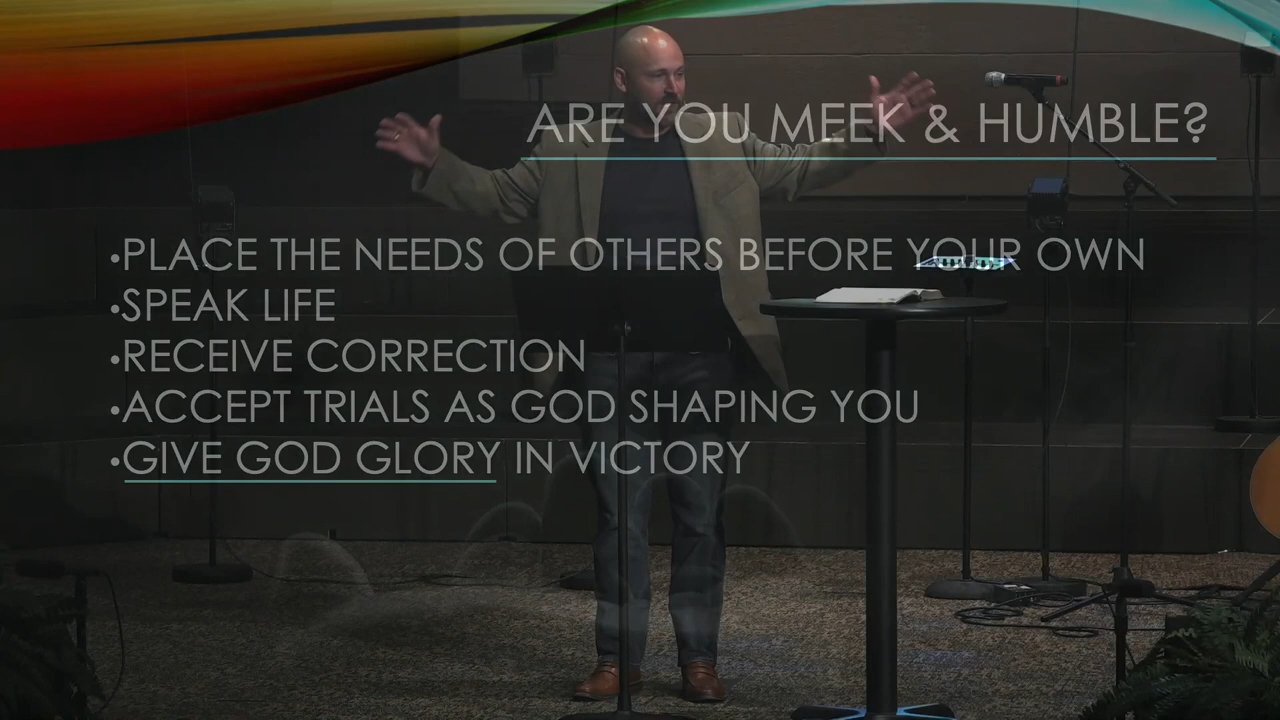 ARE YOU MEEK & HUMBLE?
•PLACE THE NEEDS OF OTHERS BEFORE YOUR OWN
•SPEAK LIFE
•RECEIVE CORRECTION
•ACCEPT TRIALS AS GOD SHAPING YOU
•GIVE GOD GLORY IN VICTORY